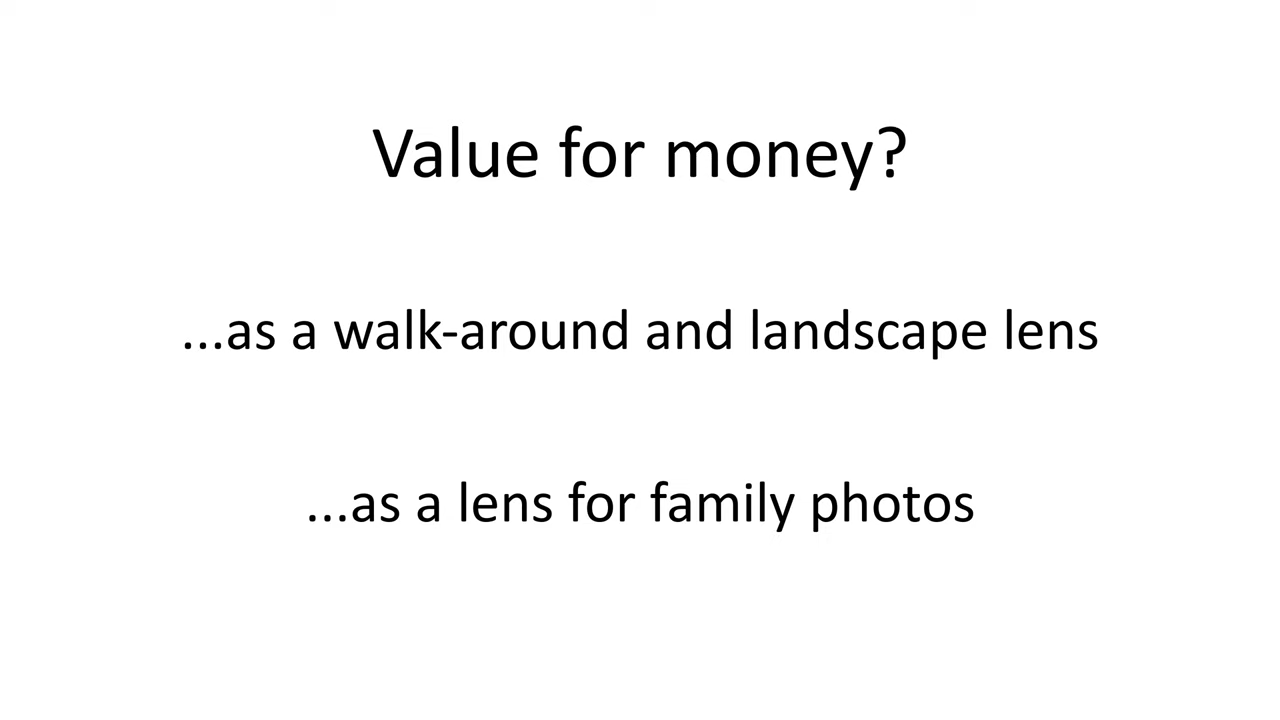 Value for money?
...as a walk-around and landscape lens
...as a lens for family photos